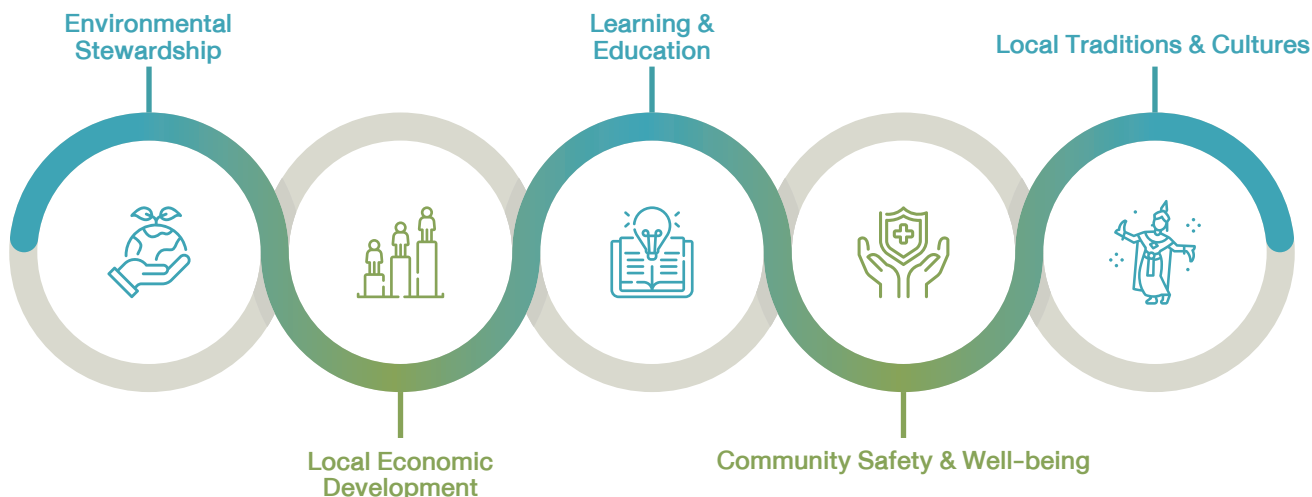 Environmental
Stewardship
Learning &
Education
Local Traditions & Cultures
Local Economic
Development
Community Safety & Well-being